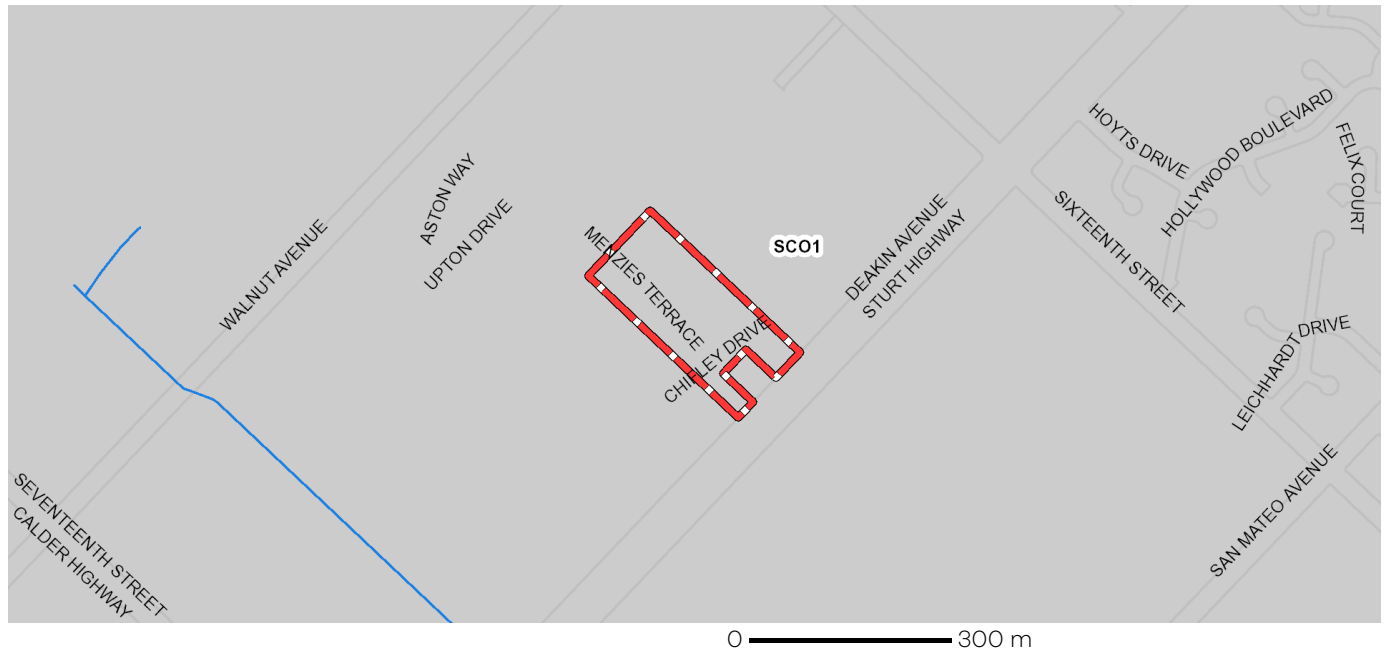 HOYTS DRIVE
HOLLYWOOD BOULEVARD
FELIX COURT
ASTON WAY
UPTON DRIVE
WALNUT AVENUE
MENZIES TERRACE
SCO1
DEAKIN AVENUE
STURT HIGHWAY
SIXTEENTH STREET
CHIFLEY DRIVE
LEICHHARDT DRIVE
SAN MATEO AVENUE
SEVENTEENTH STREET
CALDER HIGHWAY
0 300 m